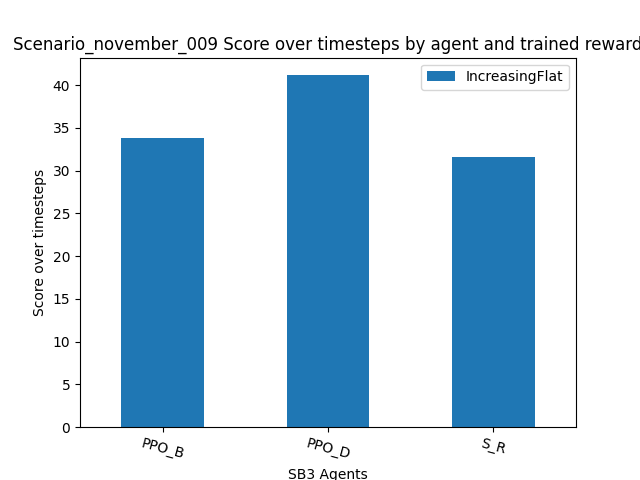 Scenario_november_009 Score over timesteps by agent and trained reward
IncreasingFlat
Score over timesteps
40
35
30
25
20
15
10
5
0
PPO_B
PPO_D
S_R
SB3 Agents